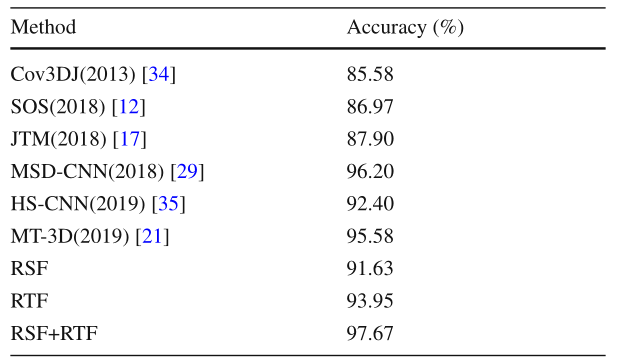 Method Accuracy (%)
Cov3DJ(2013) [34] 85.58
SOS(2018) [12] 86.97
JTM(2018) [17] 87.90
MSD-CNN(2018) [29] 96.20
HS-CNN(2019) [35] 92.40
MT-3D(2019) [21] 95.58
RSF 91.63
RTF 93.95
RSF+RTF 97.67